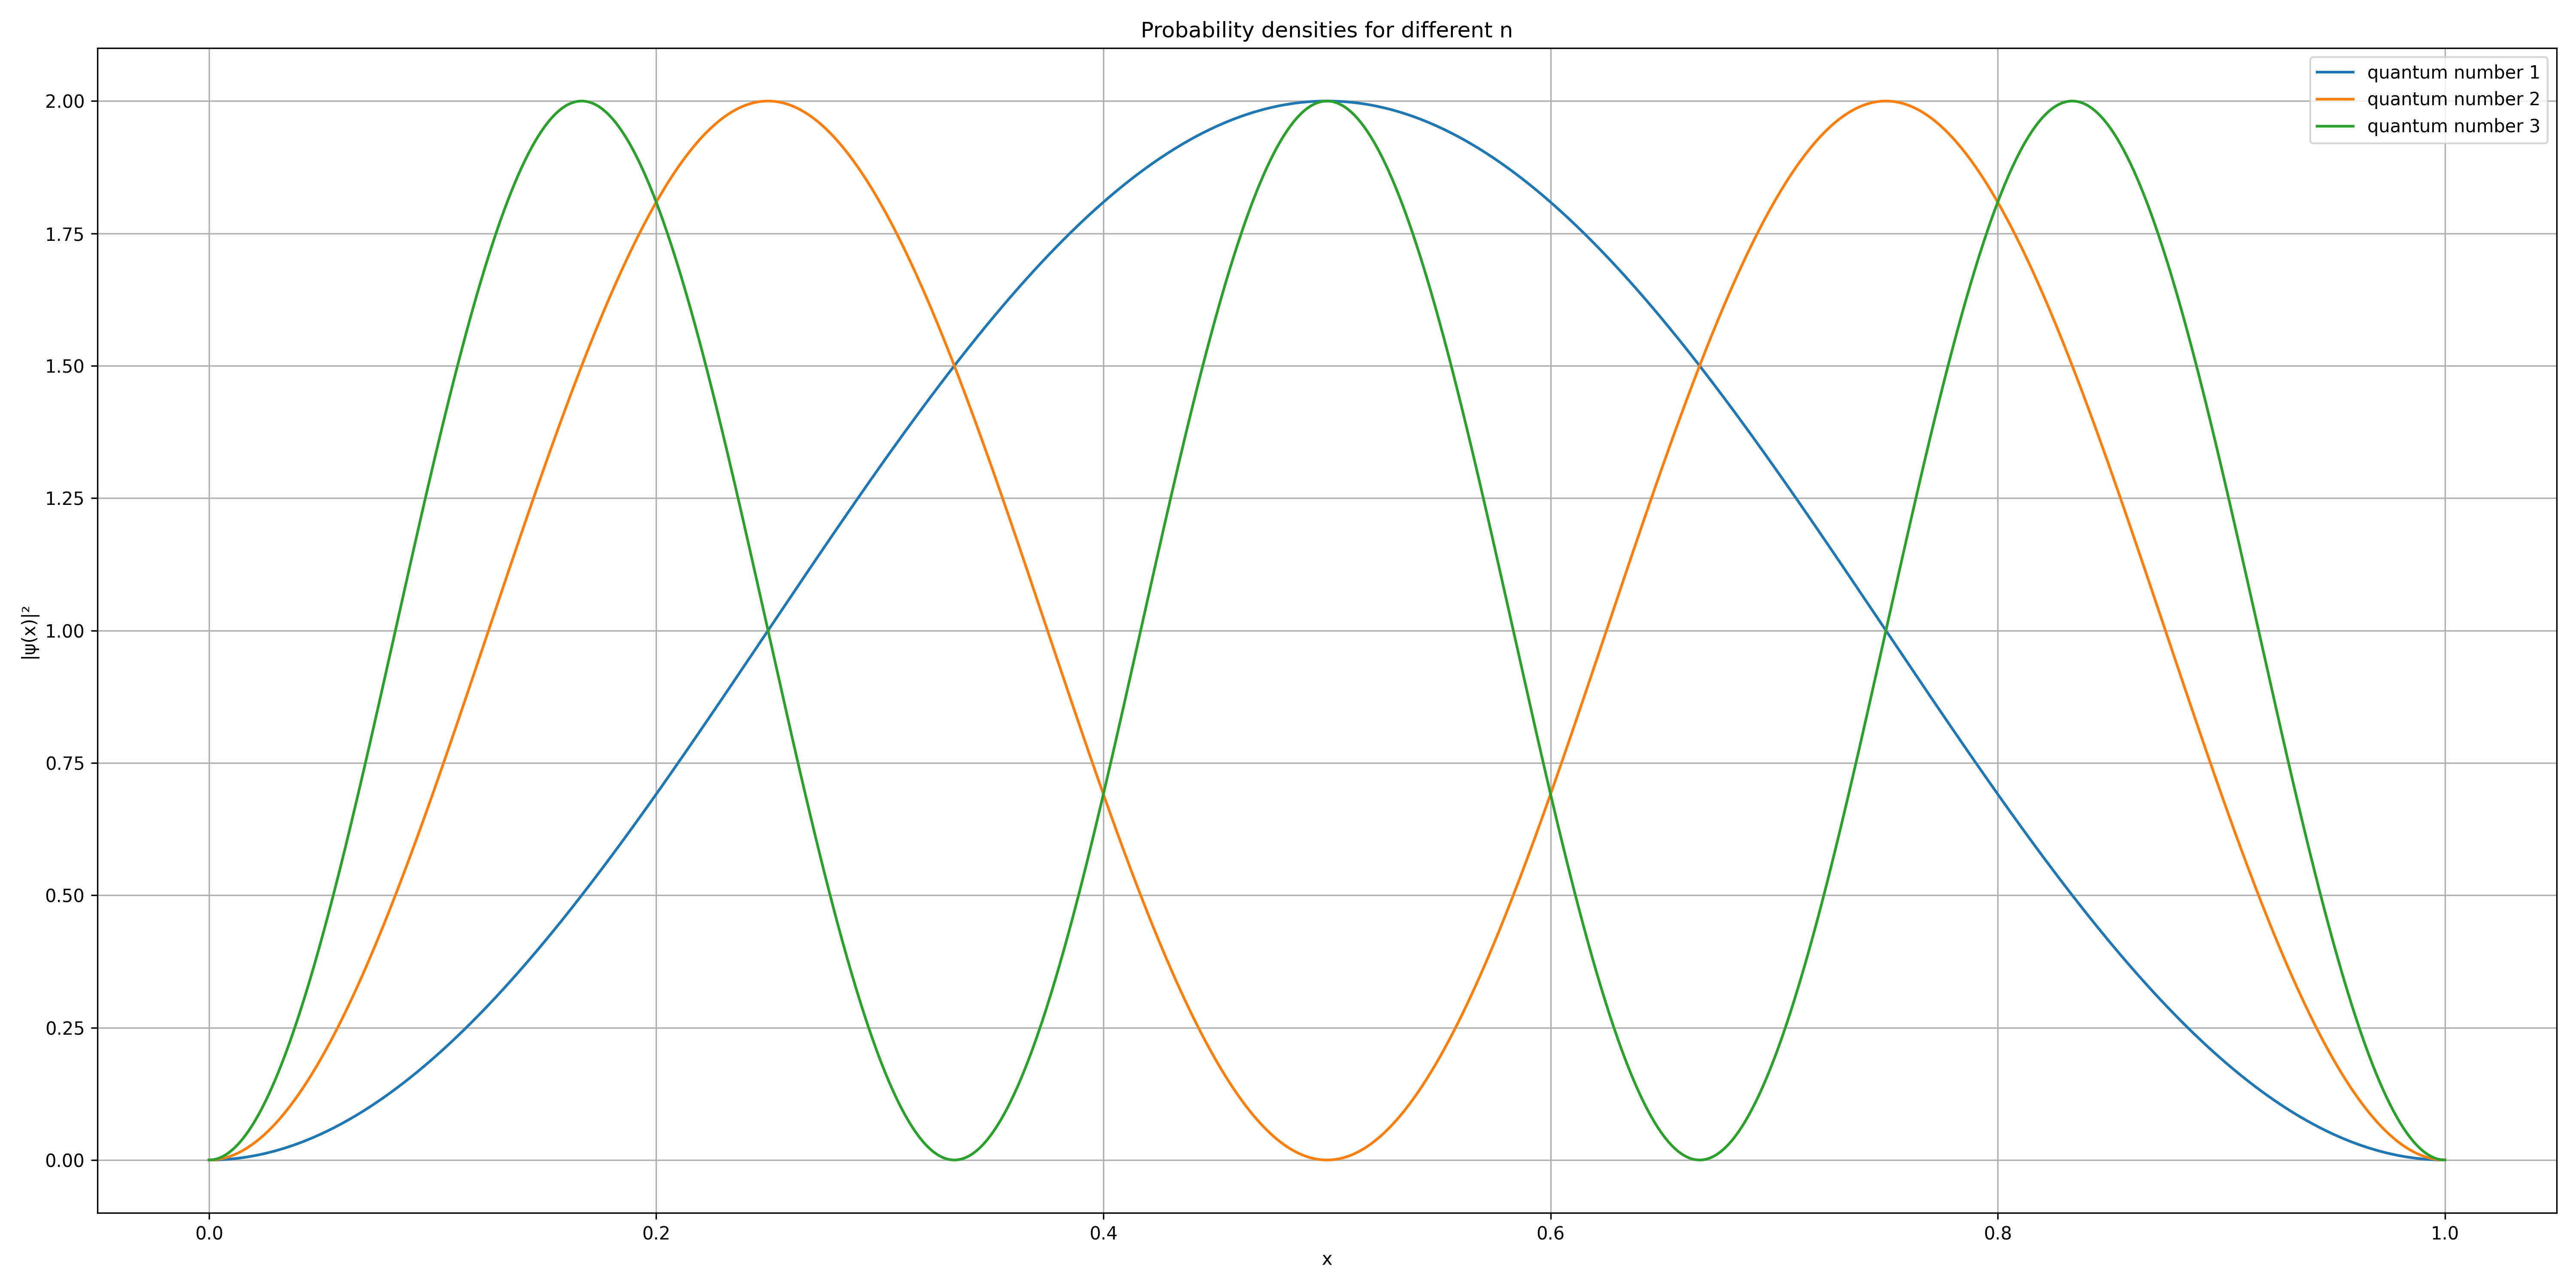 Probability densities for different n
quantum number 1
quantum number 2
quantum number 3
|ψ(x)|²
2.00
1.75
1.50
1.25
1.00
0.75
0.50
0.25
0.00
0.0 0.2 0.4 0.6 0.8 1.0
x